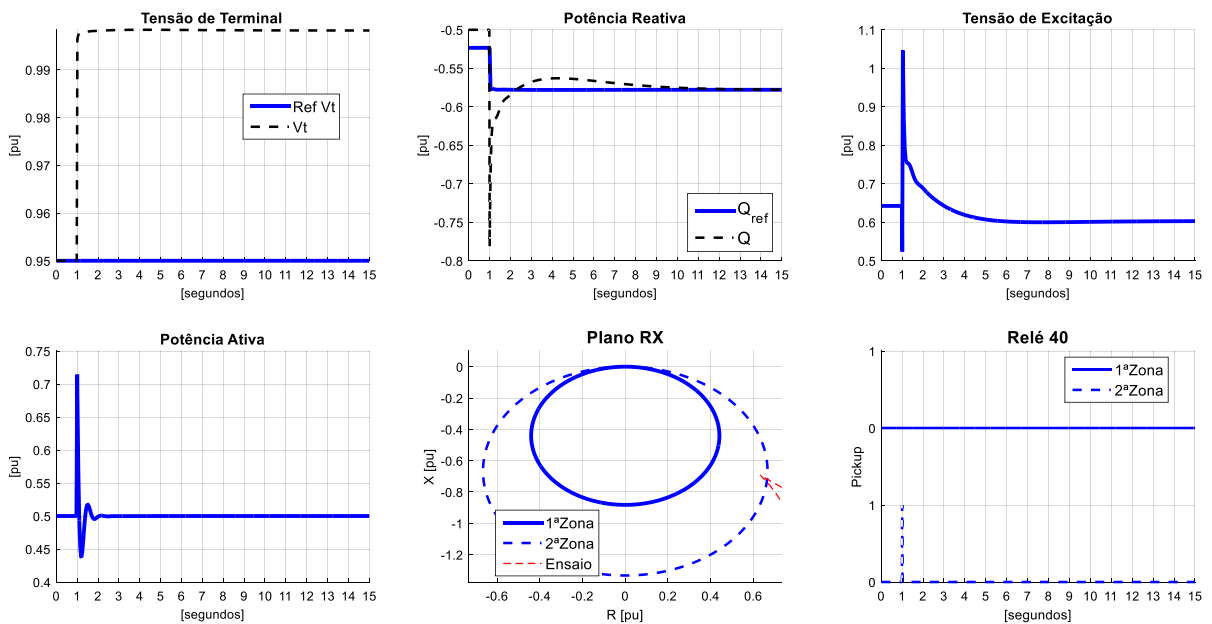 Tensão de Terminal
0.99
0.98
0.97
0.96
0.95
[pu]
0 1 2 3 4 5 6 7 8 9 10 11 12 13 14 15
[segundos]
Ref Vt
Vt
Potência Reativa
-0.5
-0.55
-0.6
-0.65
-0.7
-0.75
-0.8
[pu]
0 1 2 3 4 5 6 7 8 9 10 11 12 13 14 15
[segundos]
Qref
Q
Tensão de Excitação
1.1
1
0.9
0.8
0.7
0.6
0.5
[pu]
0 1 2 3 4 5 6 7 8 9 10 11 12 13 14 15
[segundos]
Potência Ativa
0.75
0.7
0.65
0.6
0.55
0.5
0.45
0.4
[pu]
0 1 2 3 4 5 6 7 8 9 10 11 12 13 14 15
[segundos]
Plano RX
0
-0.2
-0.4
-0.6
-0.8
-1
-1.2
X [pu]
-0.6 -0.4 -0.2 0 0.2 0.4 0.6
R [pu]
1ªZona
2ªZona
Ensaio
Relé 40
1
0
1
0
Pickup
0 1 2 3 4 5 6 7 8 9 10 11 12 13 14 15
[segundos]
1ªZona
2ªZona